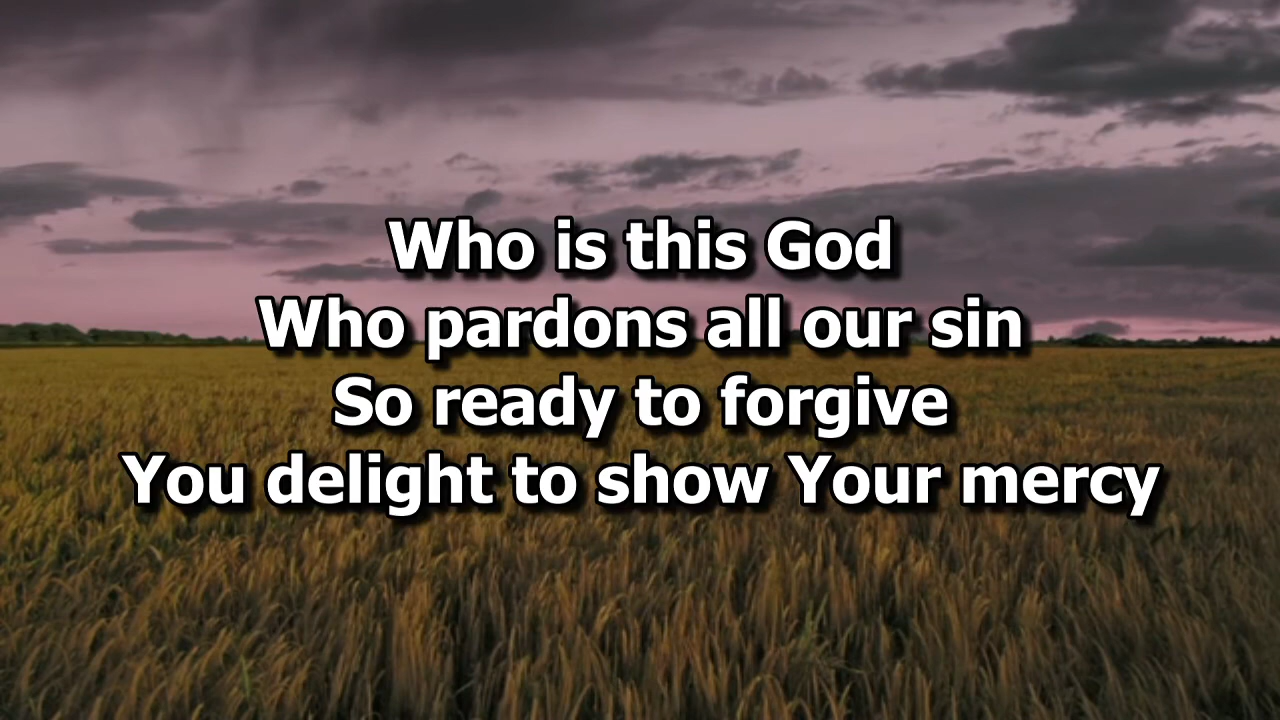 Who is this God
Who pardons all our sin
So ready to forgive
You delight to show Your mercy